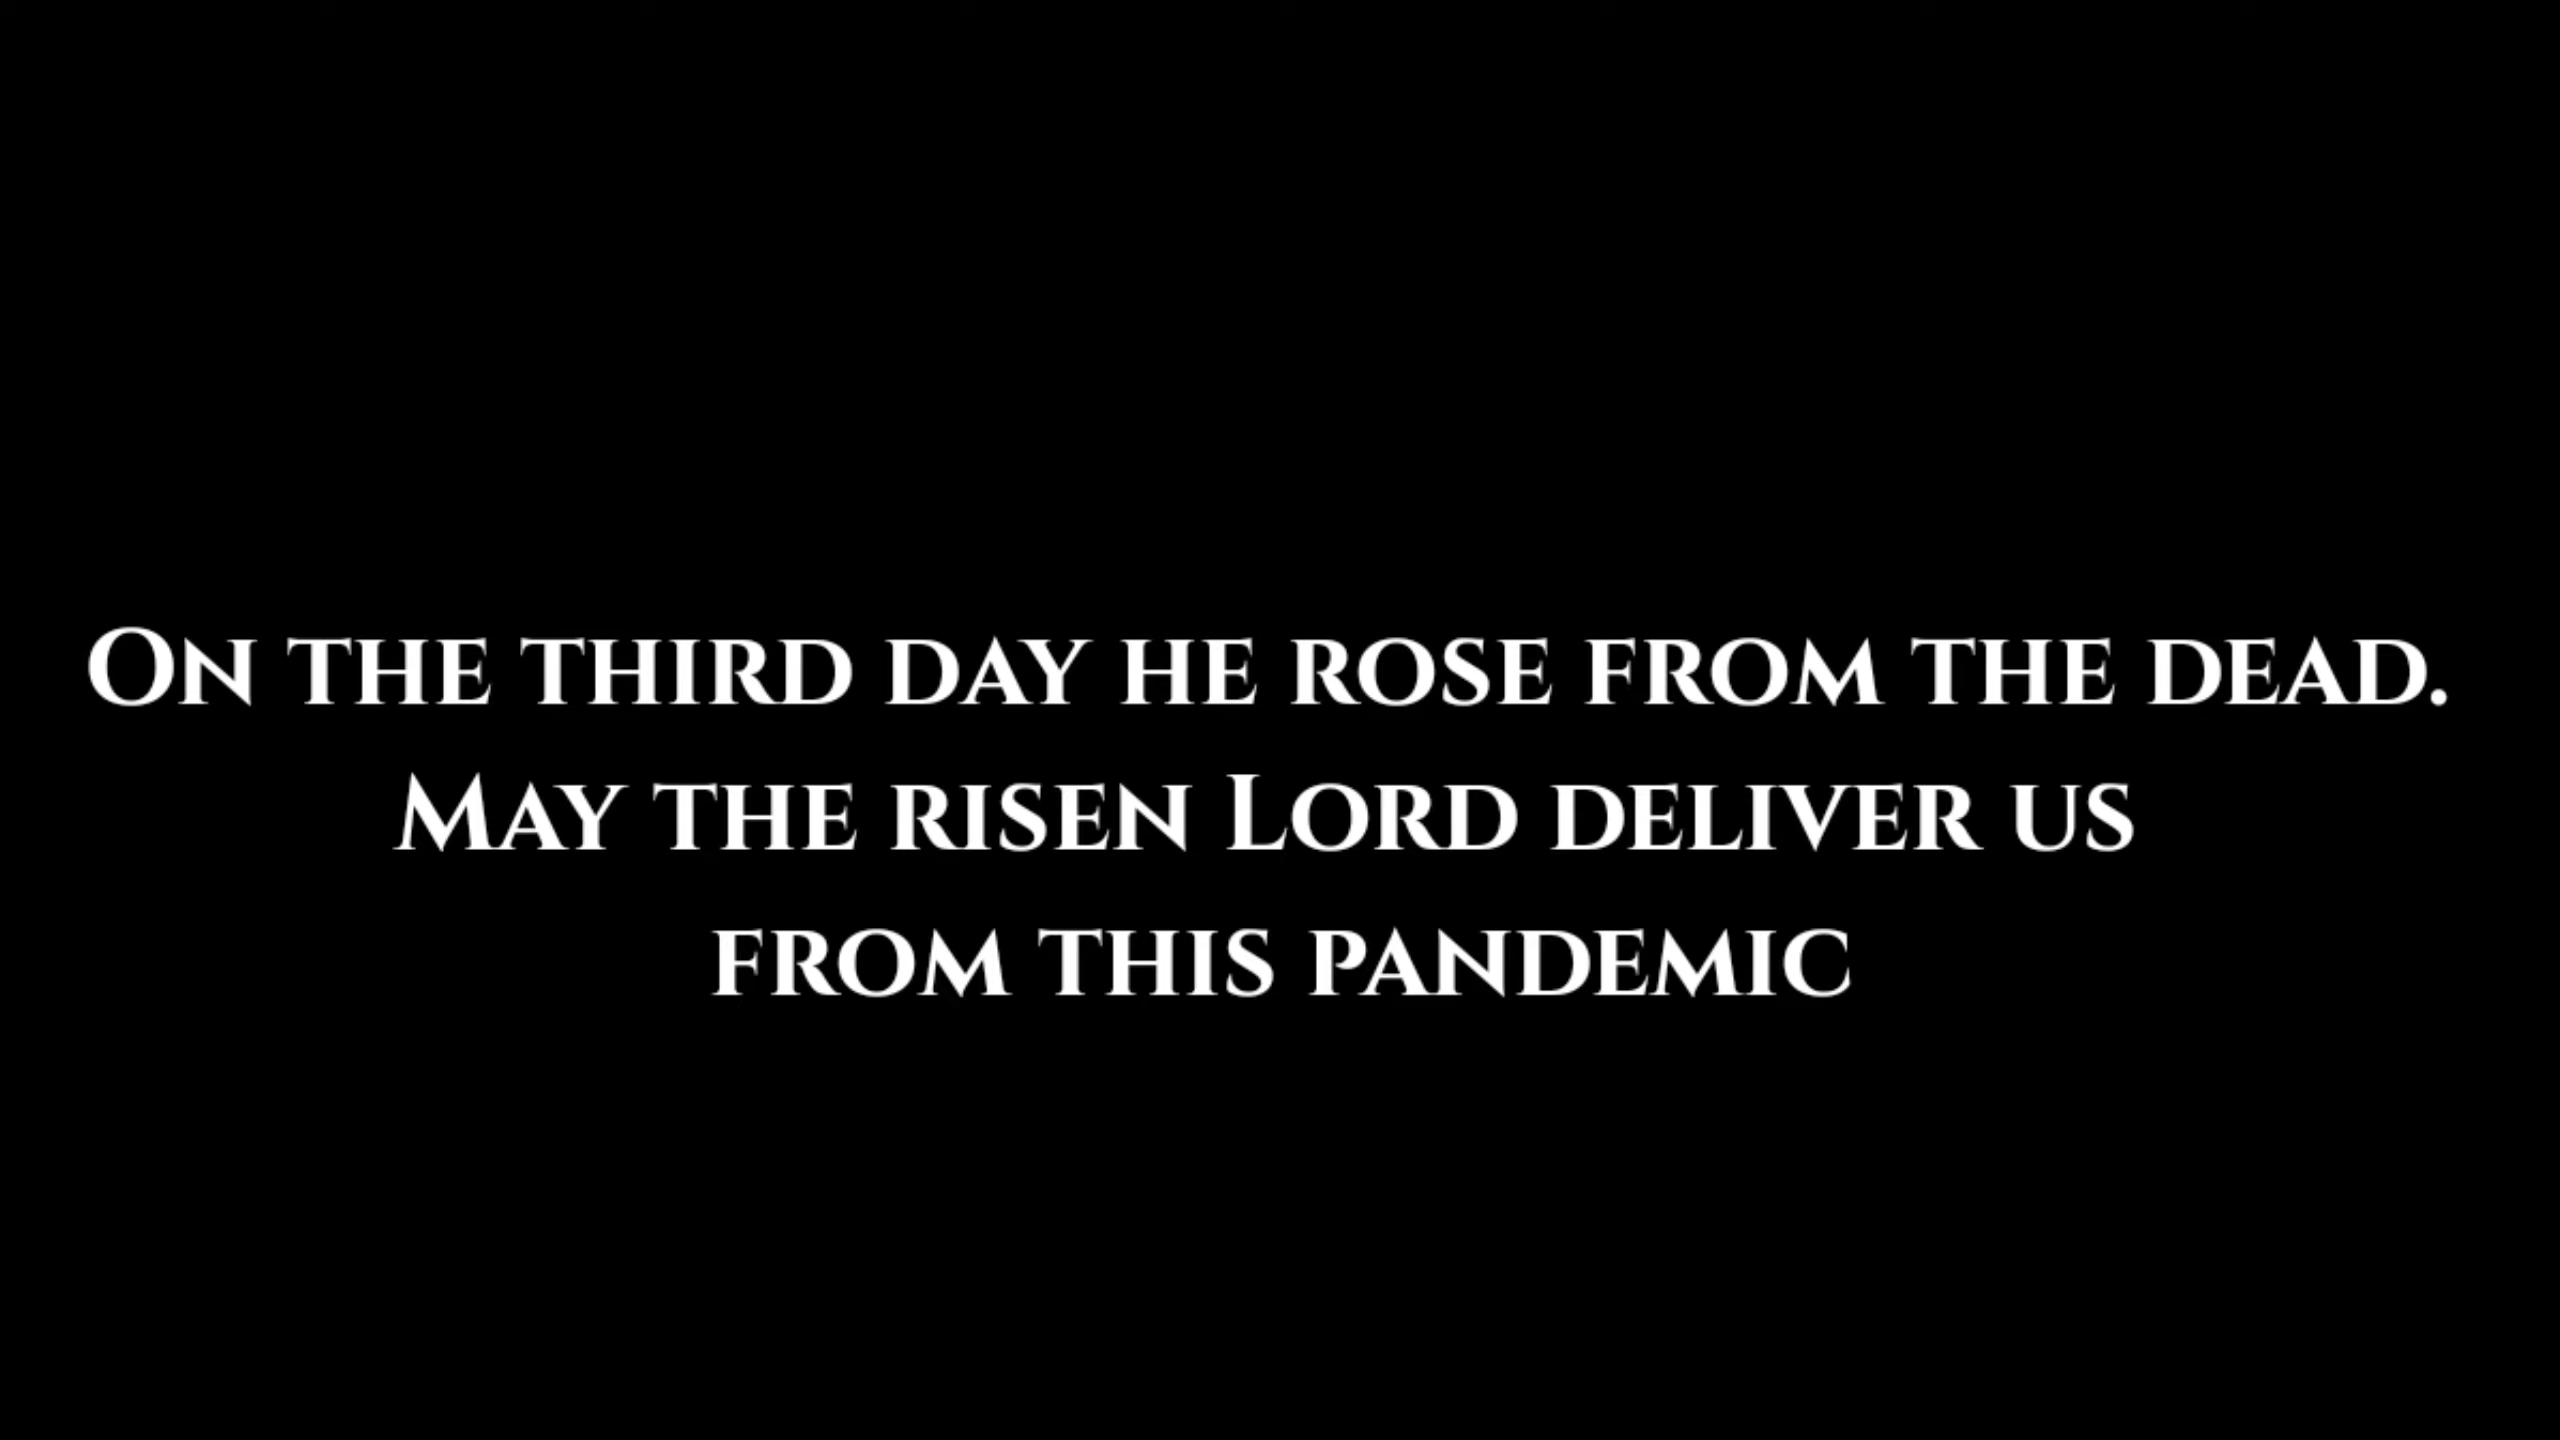 On the third day he rose from the dead.
May the risen Lord deliver us
from this pandemic